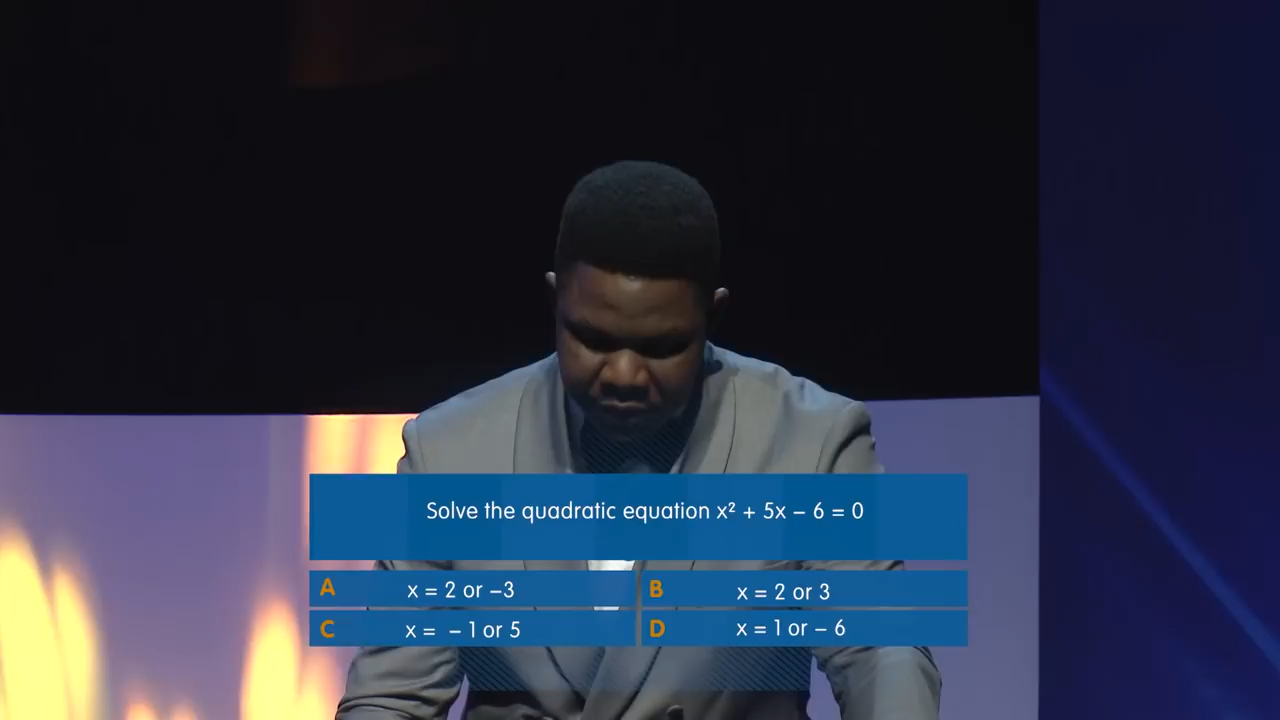 Solve the quadratic equation x² + 5x – 6 = 0
A x = 2 or –3
B x = 2 or 3
C x = – 1 or 5
D x = 1 or – 6